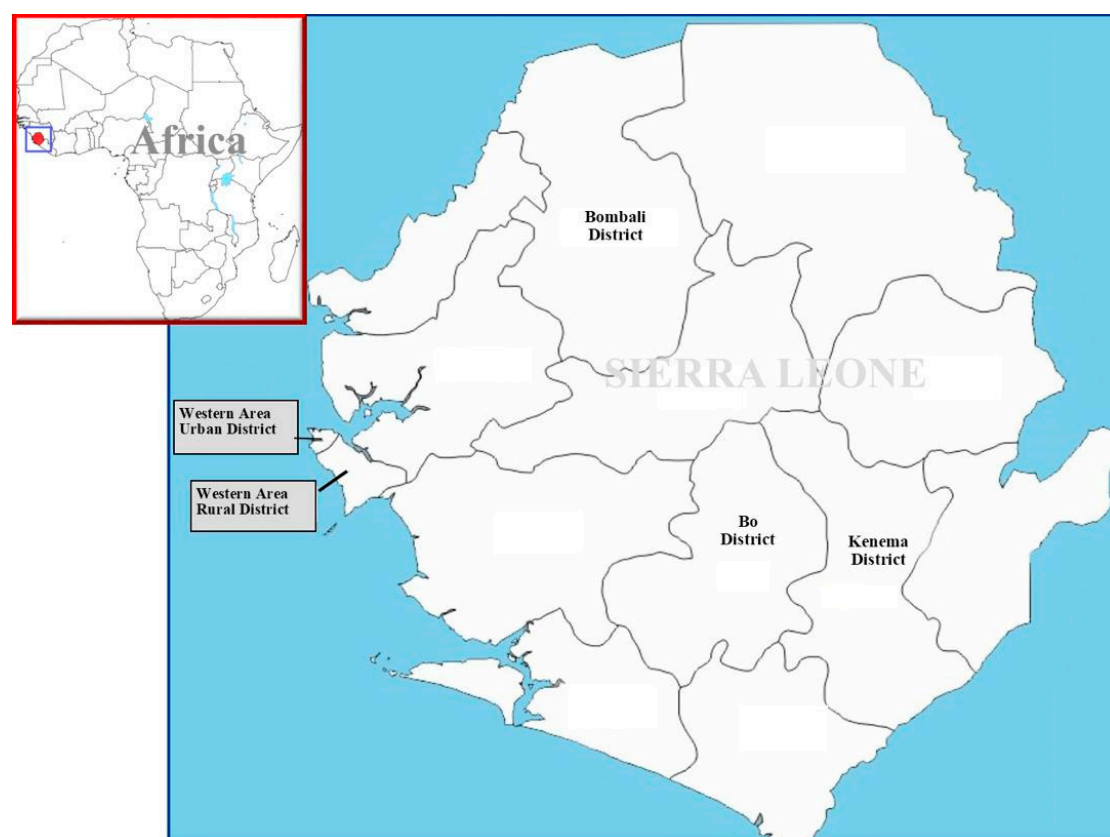 Africa
Bombali
District
SIERRA LEONE
Western Area
Urban District
Western Area
Rural District
Bo
District
Kenema
District